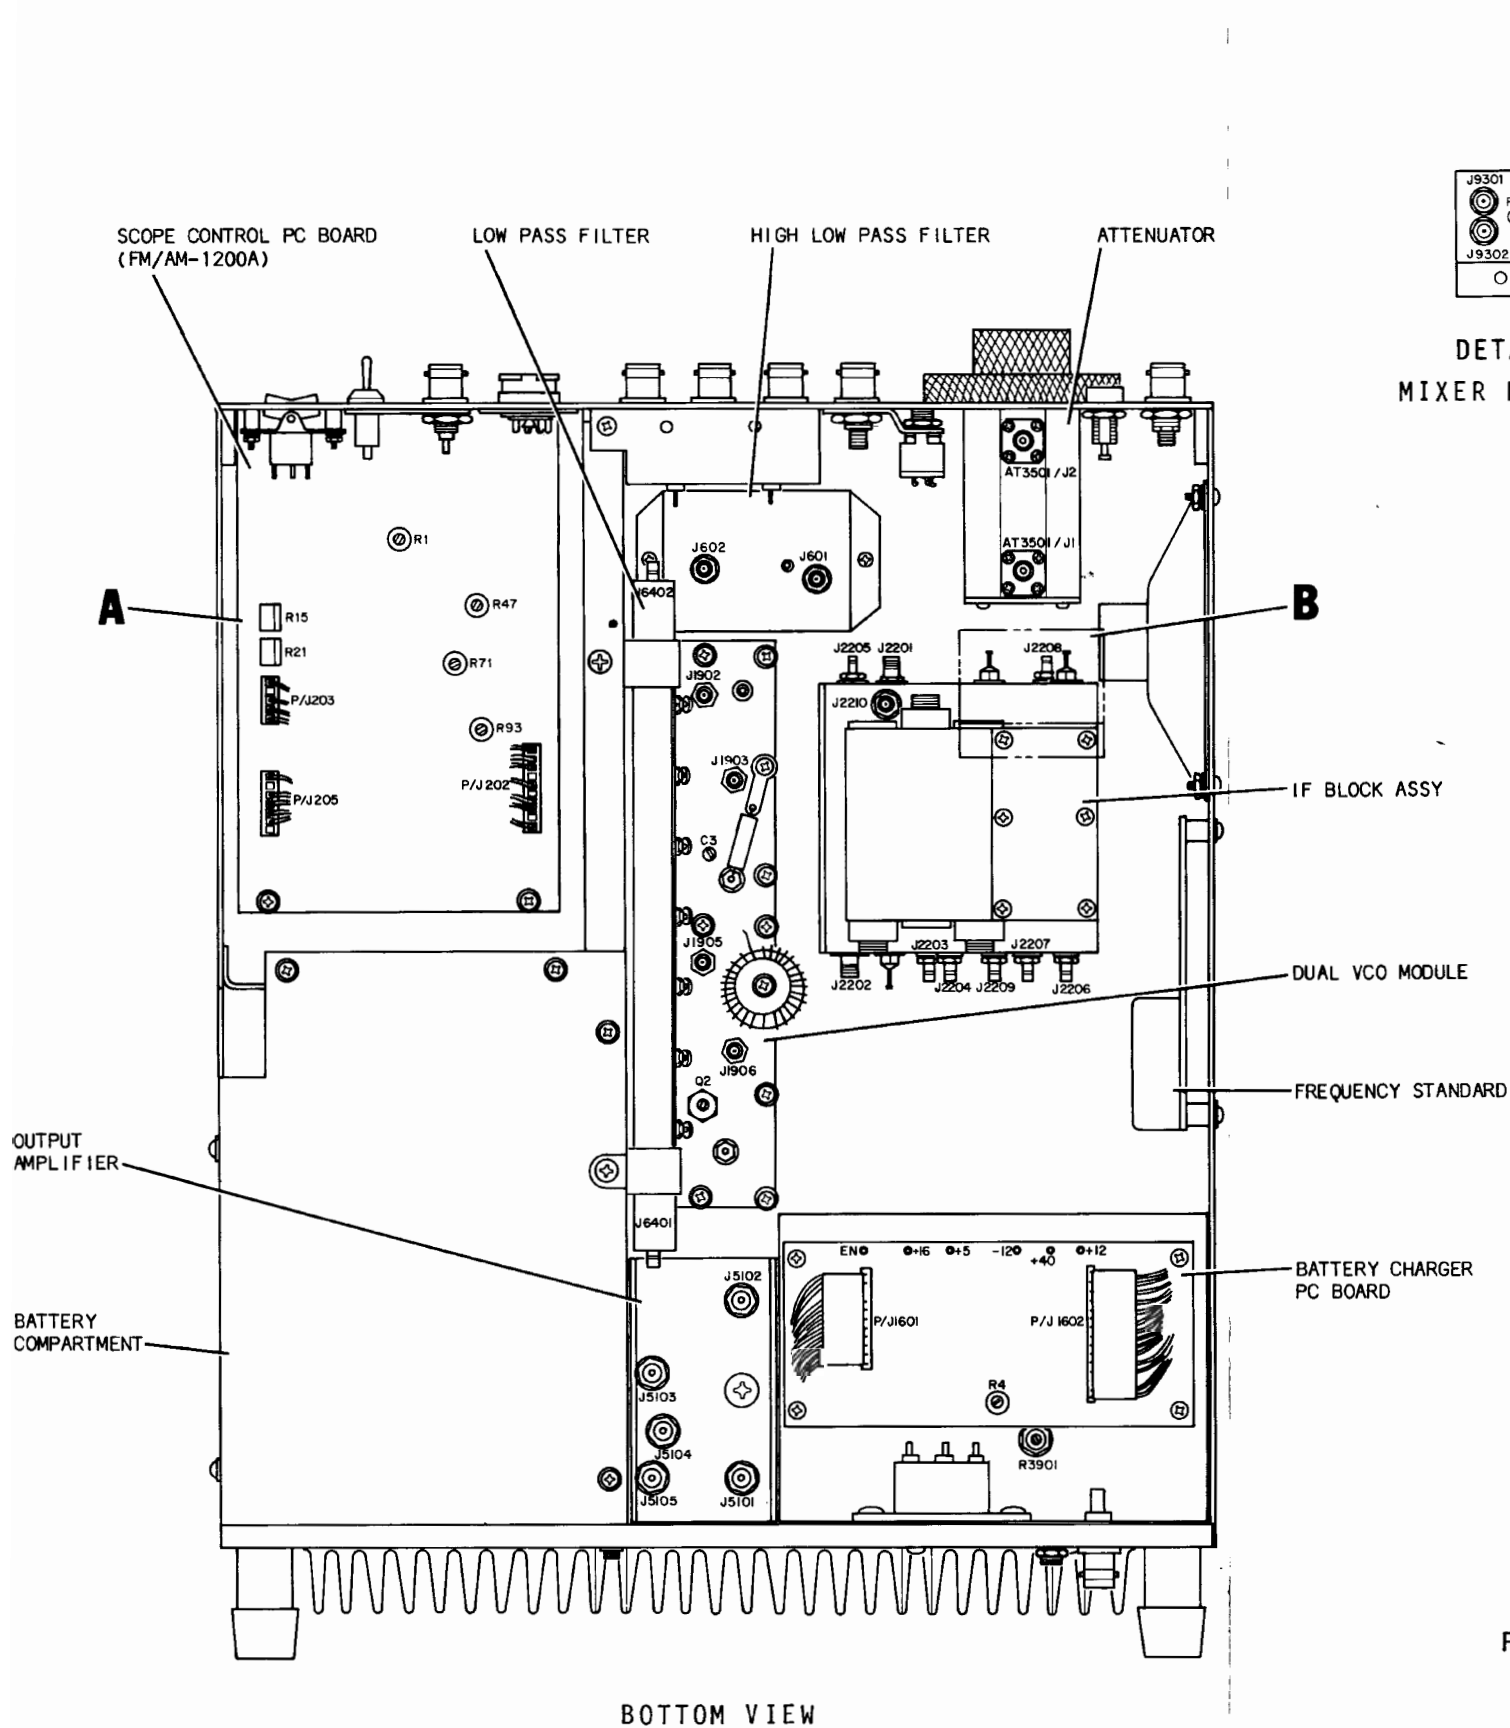 J9301
J9302
DET
MIXER
SCOPE CONTROL PC BOARD
(FM/AM-1200A)
LOW PASS FILTER
HIGH LOW PASS FILTER
ATTENUATOR
AT3501/J2
AT3501/J1
J602
J601
J6402
R1
R47
R15
R21
R71
P/J203
R93
P/J202
P/J205
A
B
J2205
J2201
J2208
J2210
J1902
J1903
C3
J1905
J1906
Q2
IF BLOCK ASSY
J2203
J2207
J2202
J2204
J2209
J2206
DUAL VCO MODULE
FREQUENCY STANDARD
OUTPUT
AMPLIFIER
J6401
BATTERY
COMPARTMENT
EN
+16
+5
-12
+40
+12
BATTERY CHARGER
PC BOARD
P/J1601
P/J1602
R4
R3901
J5102
J5103
J5104
J5105
J5101
BOTTOM VIEW